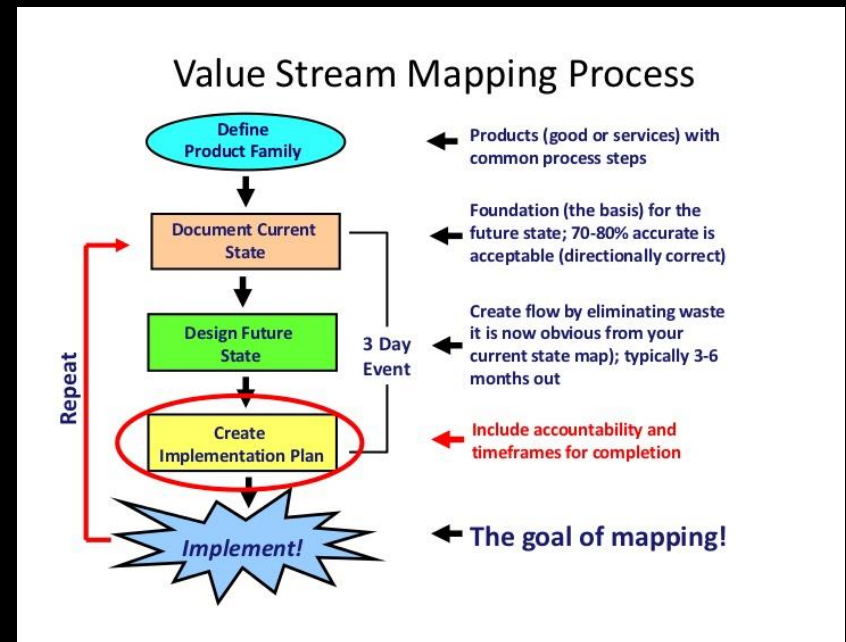 Value Stream Mapping Process
Define
Product Family
Products (good or services) with
common process steps
Document Current
State
Foundation (the basis) for the
future state; 70-80% accurate is
acceptable (directionally correct)
Design Future
State
Create flow by eliminating waste
it is now obvious from your
current state map); typically 3-6
months out
3 Day
Event
Repeat
Create
Implementation Plan
Include accountability and
timeframes for completion
Implement!
The goal of mapping!